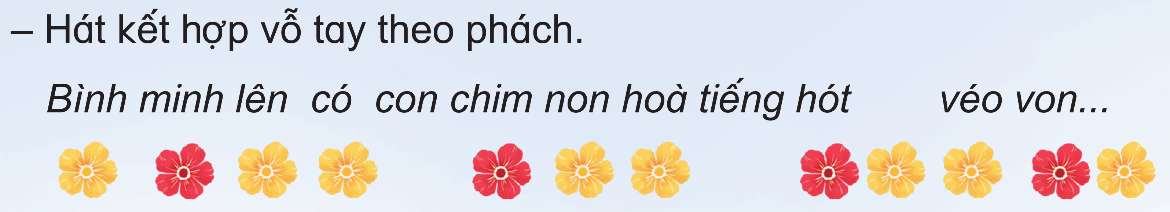 – Hát kết hợp vỗ tay theo phách.
Bình minh lên có con chim non hoà tiếng hót véo von...